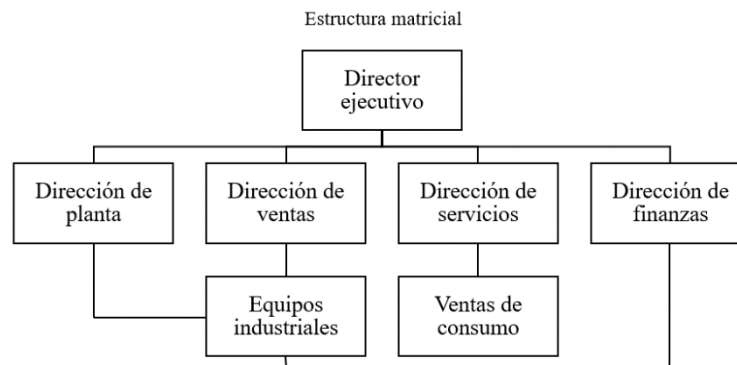 Estructura matricial
Director
ejecutivo
Dirección de
planta
Dirección de
ventas
Dirección de
servicios
Dirección de
finanzas
Equipos
industriales
Ventas de
consumo